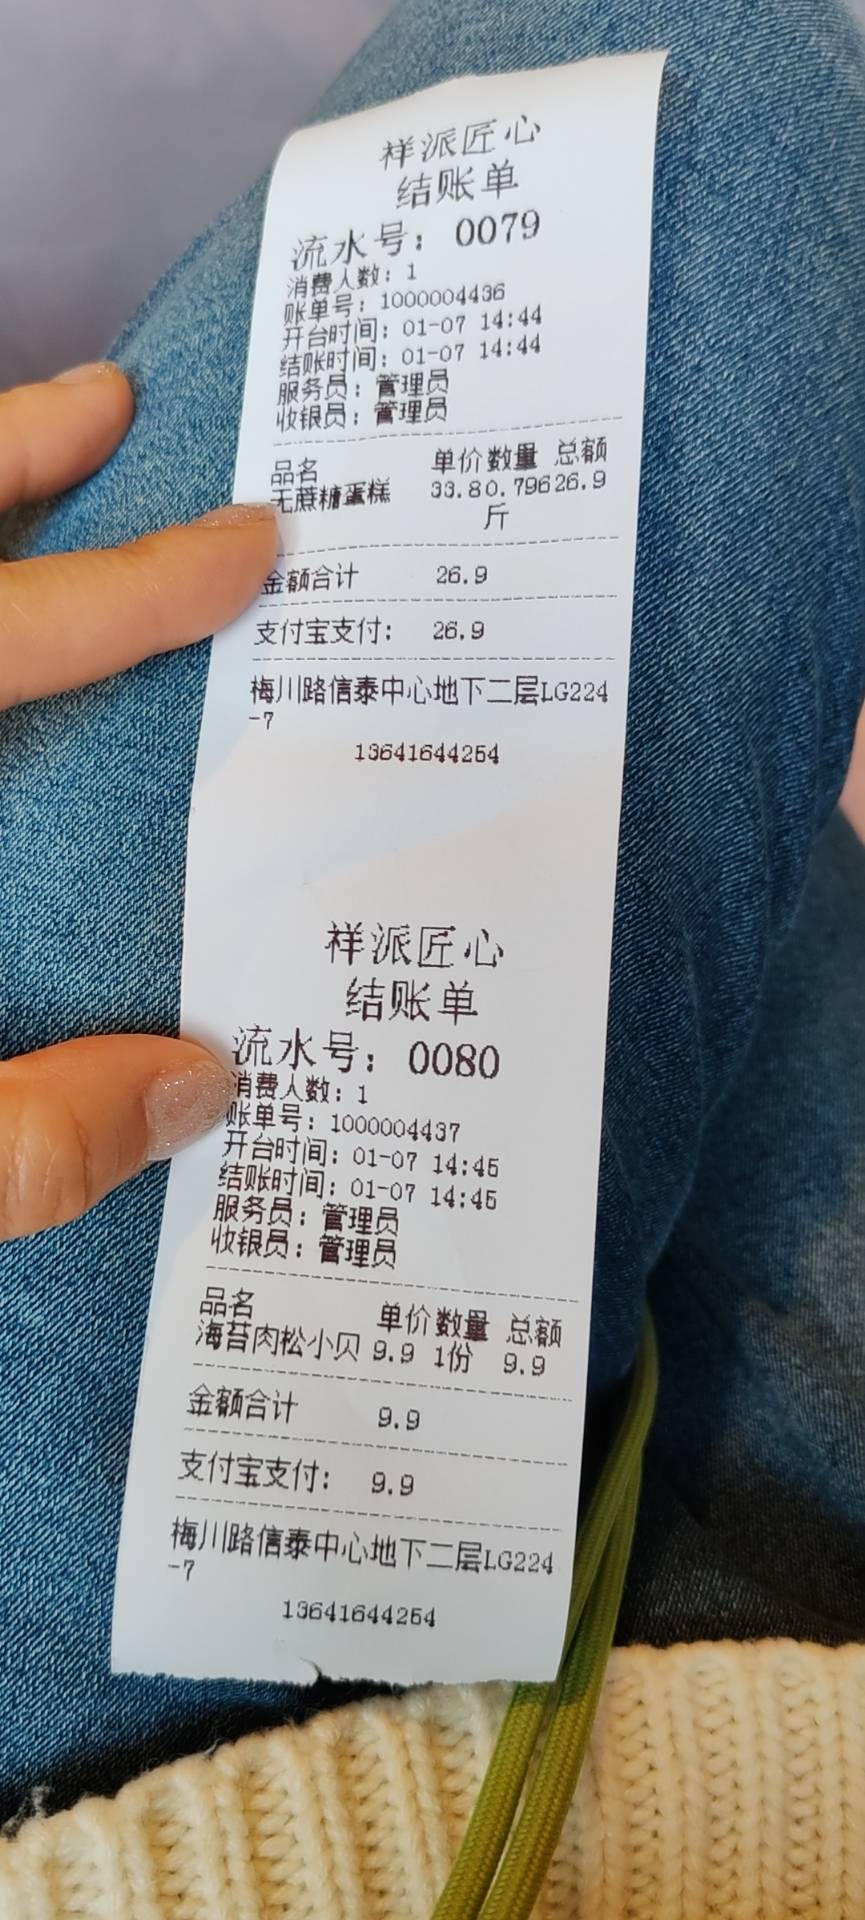 祥派匠心
结账单
流水号：0079
消费人数：1
账单号：1000004436
开台时间：01-07 14:44
结账时间：01-07 14:44
服务员：管理员
收银员：管理员
品名 单价 数量 总额
无蔗糖蛋糕 33.8 0.796 26.9
斤
金额合计 26.9
支付宝支付： 26.9
梅川路信泰中心地下二层LG224
-7
13641644254
祥派匠心
结账单
流水号：0080
消费人数：1
账单号：1000004437
开台时间：01-07 14:45
结账时间：01-07 14:45
服务员：管理员
收银员：管理员
品名 单价 数量 总额
海苔肉松小贝 9.9 1份 9.9
金额合计 9.9
支付宝支付： 9.9
梅川路信泰中心地下二层LG224
-7
13641644254